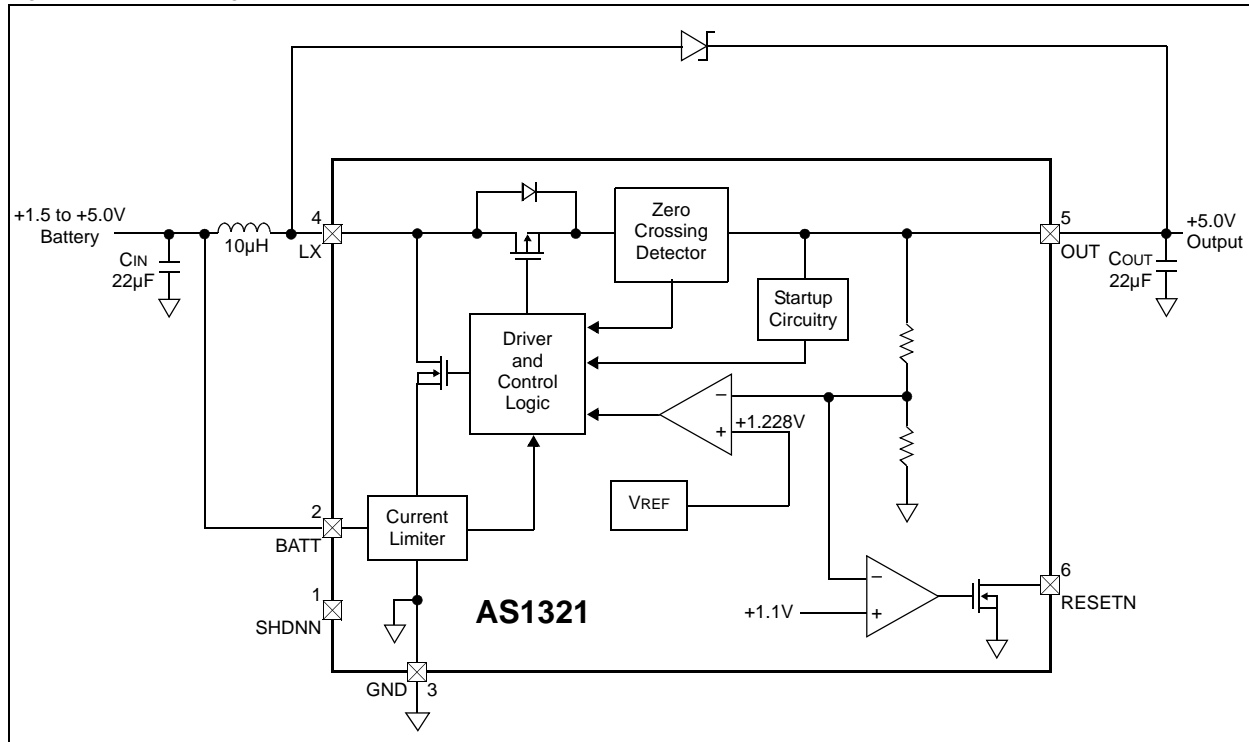 +1.5 to +5.0V
Battery
CIN
22µF
10µH
4
LX
Zero
Crossing
Detector
5
OUT
+5.0V
Output
COUT
22µF
Startup
Circuitry
Driver
and
Control
Logic
−
+
+1.228V
VREF
2
BATT
Current
Limiter
1
SHDNN
AS1321
+1.1V
−
+
6
RESETN
GND
3